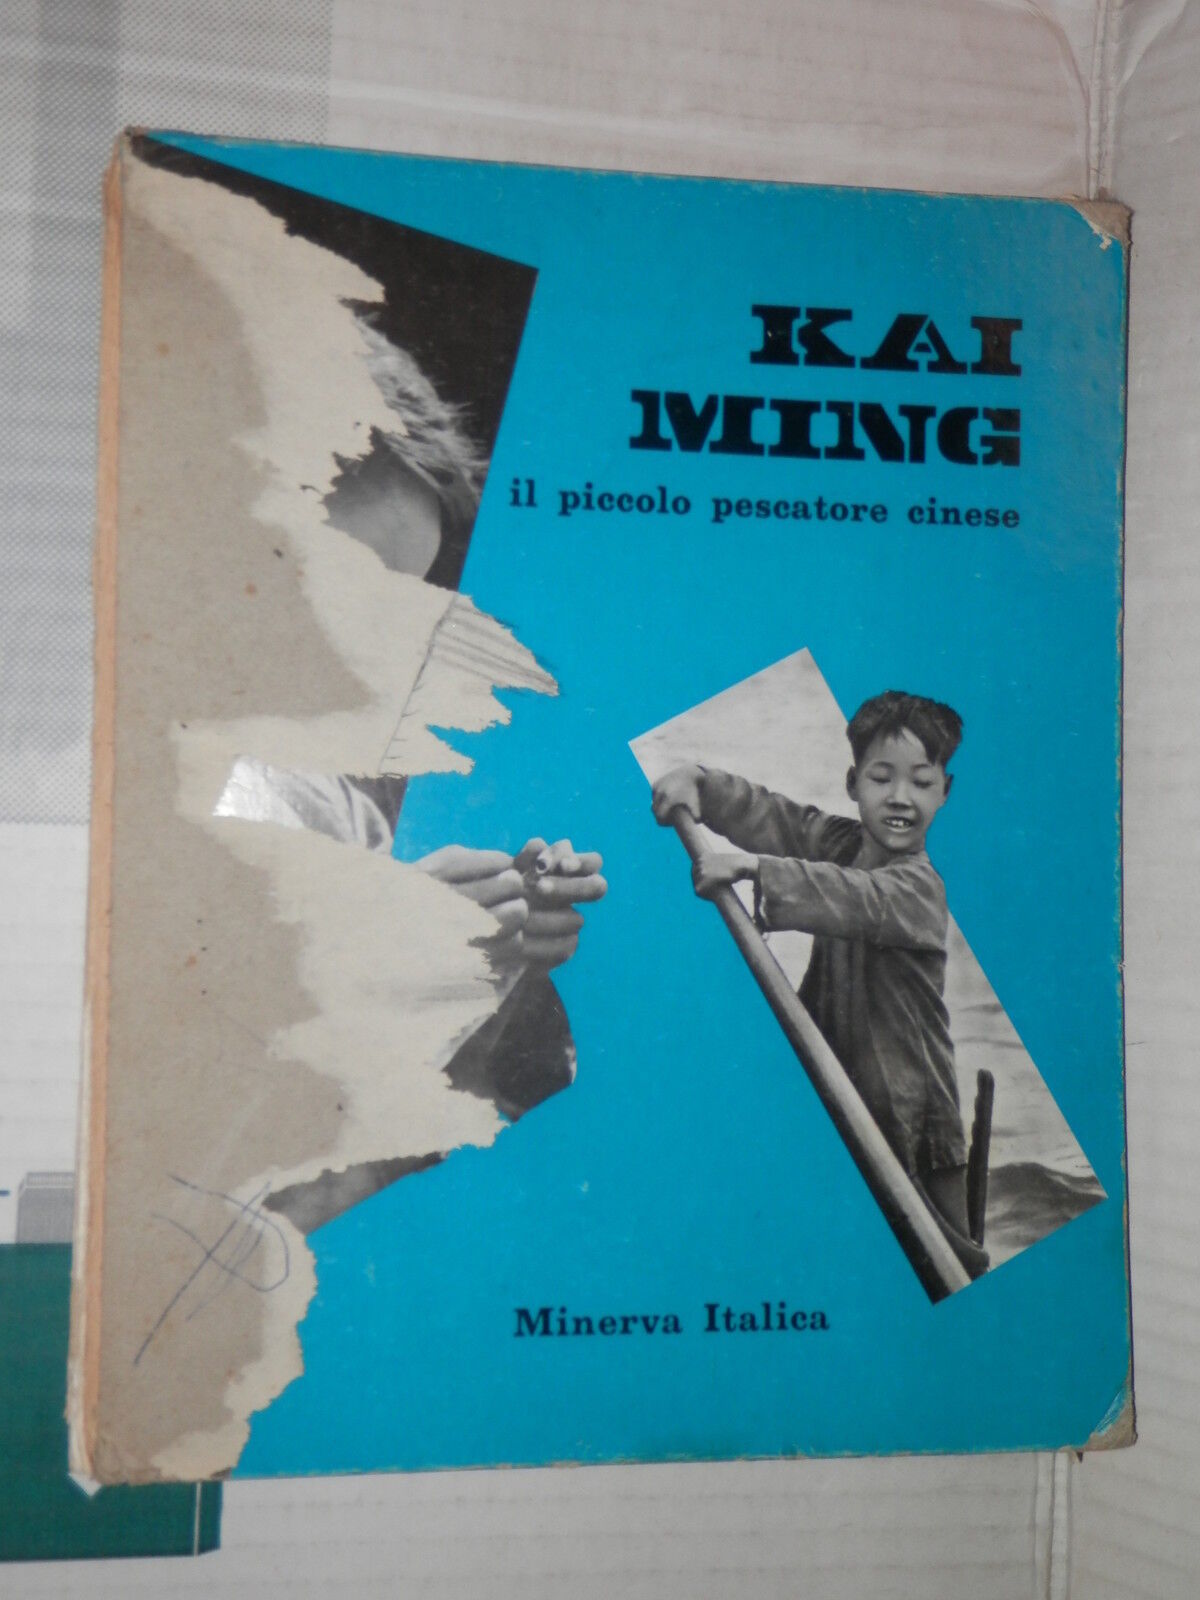 KAI
MING
il piccolo pescatore cinese
Minerva Italica